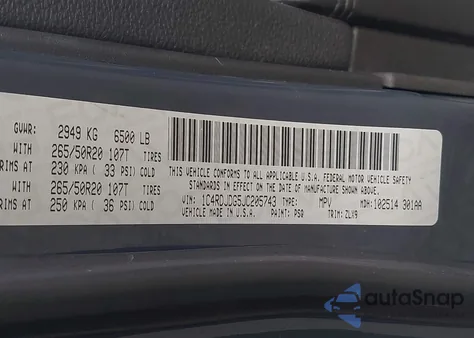 GVWR: 2949 KG 6500 LB
WITH 265/50R20 107T TIRES
RIMS AT 230 KPA ( 33 PSI) COLD
WITH 265/50R20 107T TIRES
RIMS AT 250 KPA ( 36 PSI) COLD
THIS VEHICLE CONFORMS TO ALL APPLICABLE
U.S.A. FEDERAL MOTOR VEHICLE SAFETY
STANDARDS IN EFFECT ON THE DATE OF
MANUFACTURE SHOWN ABOVE
VIN: 1C4RDJDG5JC205743 TYPE: MPV MDH: 102514 301AA
MADE IN U.S.A. PAINT: PSQ TRIM: ZLX9
autoSnap